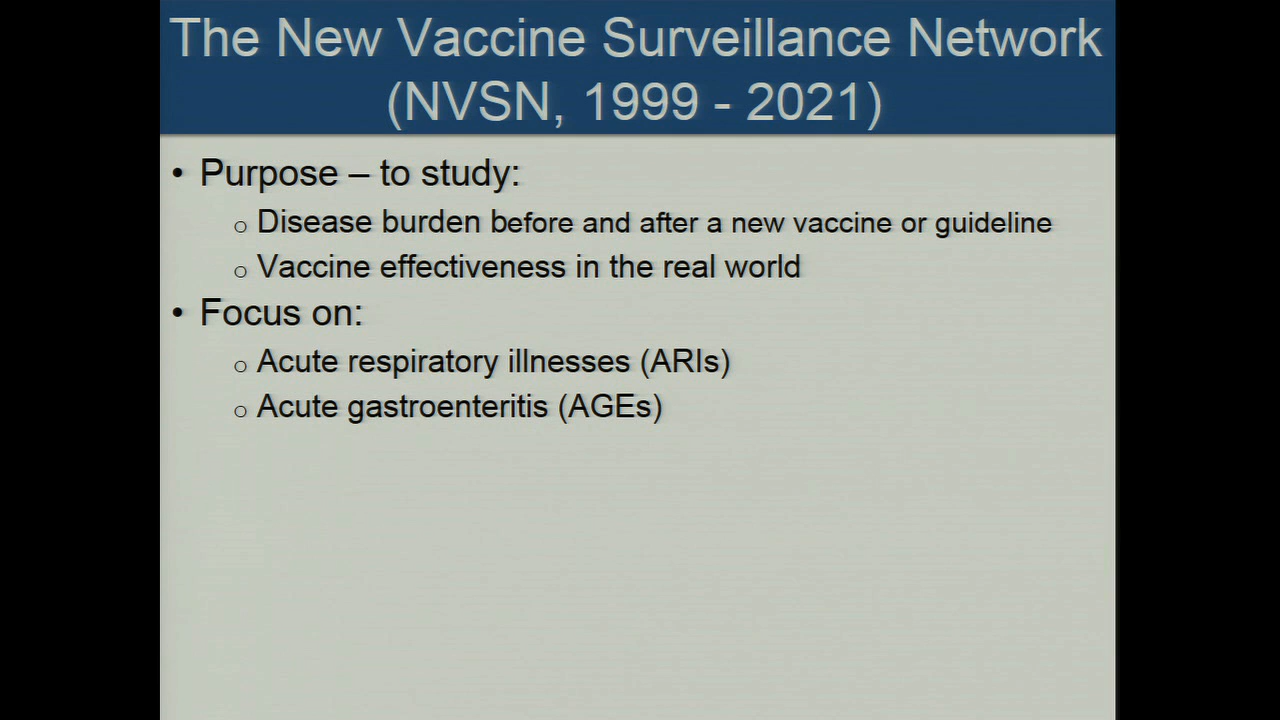 The New Vaccine Surveillance Network
(NVSN, 1999 - 2021)
• Purpose – to study:
o Disease burden before and after a new vaccine or guideline
o Vaccine effectiveness in the real world
• Focus on:
o Acute respiratory illnesses (ARIs)
o Acute gastroenteritis (AGEs)